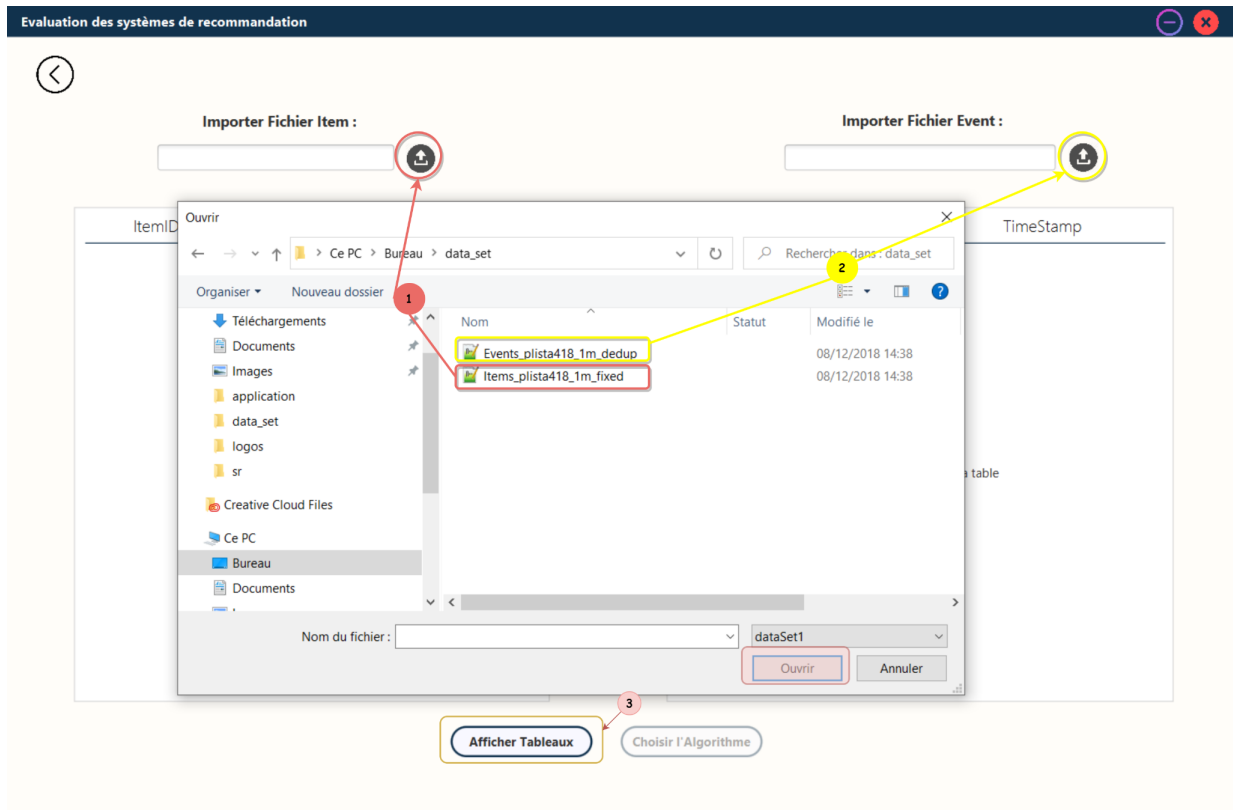 Evaluation des systèmes de recommandation
Importer Fichier Item :
Importer Fichier Event :
ItemID
TimeStamp
Ouvrir
Ce PC > Bureau > data_set
Rechercher dans : data_set
2
Organiser
Nouveau dossier
1
?
Téléchargements
Documents
Images
application
data_set
logos
sr
Creative Cloud Files
Ce PC
Bureau
Documents
Nom
Statut
Modifié le
Events_plista418_1m_dedup
08/12/2018 14:38
Items_plista418_1m_fixed
08/12/2018 14:38
table
Nom du fichier :
dataSet1
Ouvrir
Annuler
3
Afficher Tableaux
Choisir l'Algorithme